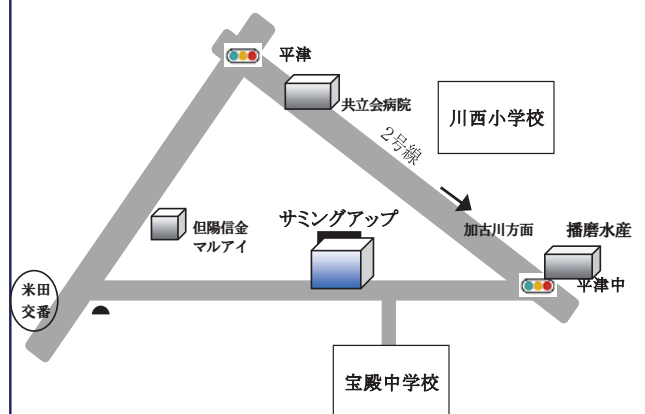 平津
共立会病院
川西小学校
2号線
サミングアップ
但陽信金
マルアイ
加古川方面
播磨水産
平津中
米田
交番
宝殿中学校